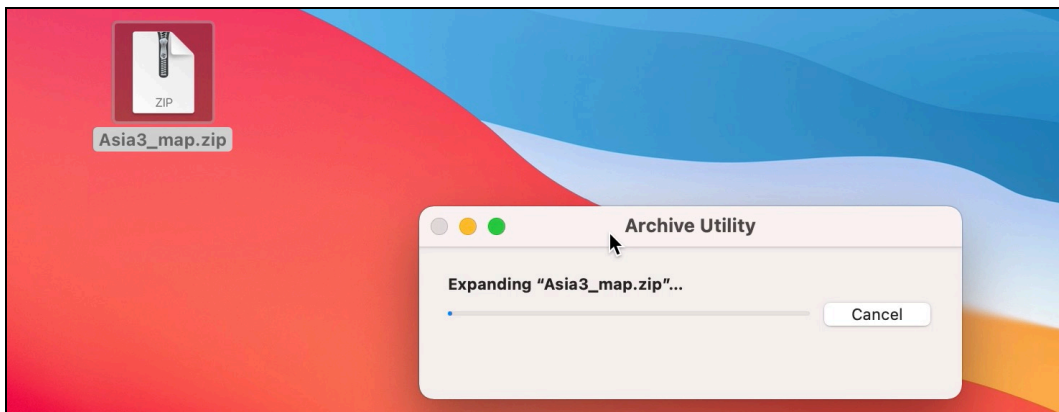 ZIP
Asia3_map.zip
Archive Utility
Expanding “Asia3_map.zip”...
Cancel